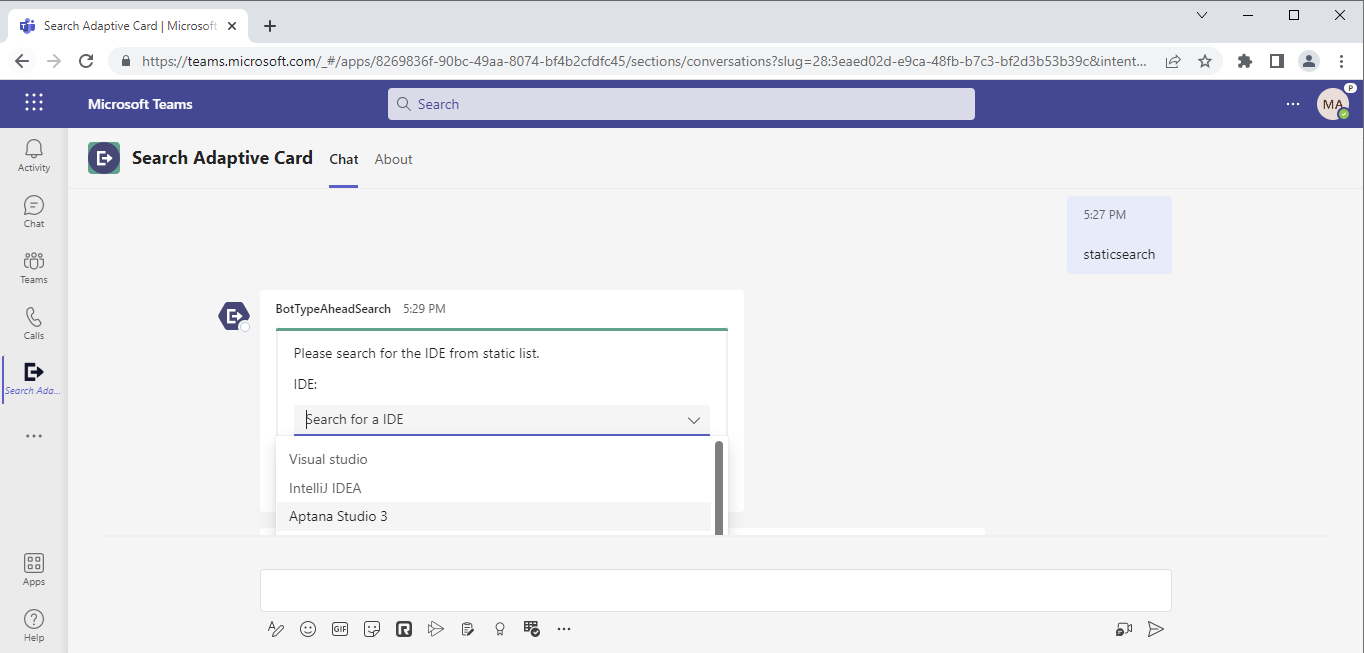 Search Adaptive Card | Microsoft
https://teams.microsoft.com/_#/apps/8269836f-90bc-49aa-8074-bf4b2cfdfc45/sections/conversations?slug=28:3eaed02d-e9ca-48fb-b7c3-bf2d3b53b39c&intent...
Microsoft Teams
Search
MA
P
Activity
Chat
Teams
Calls
Search Ada...
Apps
Help
Search Adaptive Card
Chat
About
5:27 PM
staticsearch
BotTypeAheadSearch 5:29 PM
Please search for the IDE from static list.
IDE:
Search for a IDE
Visual studio
IntelliJ IDEA
Aptana Studio 3
GIF